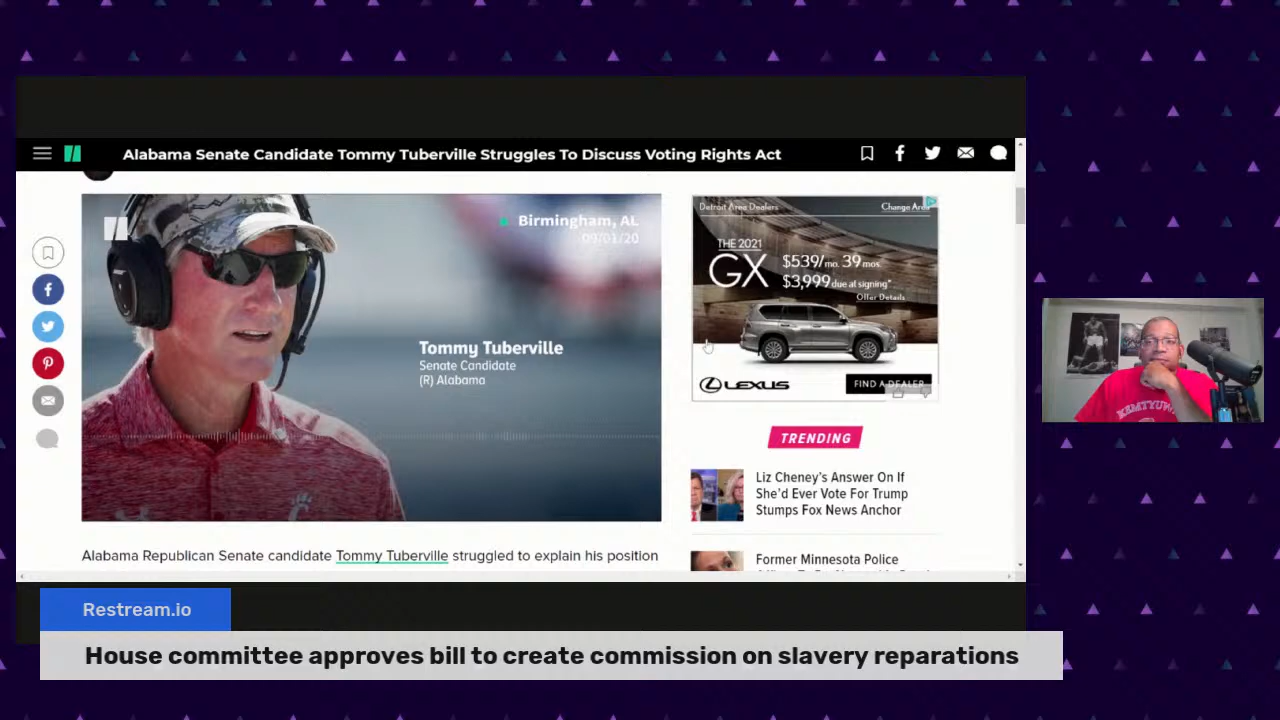 Alabama Senate Candidate Tommy Tuberville Struggles To Discuss Voting Rights Act
Birmingham, AL
09/01/20
Tommy Tuberville
Senate Candidate
(R) Alabama
Alabama Republican Senate candidate Tommy Tuberville struggled to explain his position
Detroit Area Dealers
Change Area
THE 2021
GX
$539/mo. 39 mos.
$3,999 due at signing*
Offer Details
LEXUS
FIND A DEALER
TRENDING
Liz Cheney's Answer On If
She'd Ever Vote For Trump
Stumps Fox News Anchor
Former Minnesota Police
Restream.io
House committee approves bill to create commission on slavery reparations